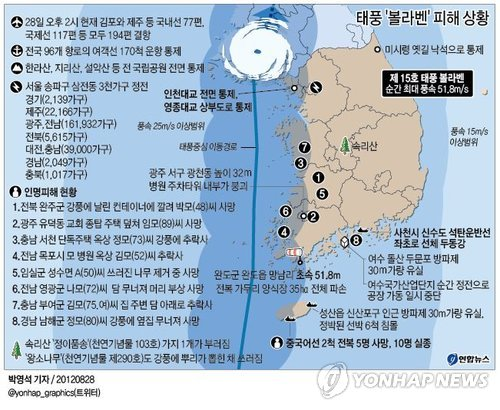 태풍 '볼라벤' 피해 상황
28일 오후 2시 현재 김포와 제주 등 국내선 77편,
국제선 117편 등 모두 194편 결항
전국 96개 항로의 여객선 170척 운항 통제
한라산, 지리산, 설악산 등 전 국립공원 전면 통제
서울 송파구 삼전동 3천가구 정전
경기(2,139가구)
제주(22,166가구)
광주,전남(161,932가구)
전북(5,615가구)
대전,충남(39,000가구)
경남(2,049가구)
충북(1,017가구)
인명피해 현황
1.전북 완주군 강풍에 날린 컨테이너에 깔려 박모(48)씨 사망
2.광주 유덕동 교회 종탑 주택 덮쳐 임모(89)씨 사망
3.충남 서천 단독주택 옥상 정모(73)씨 강풍에 추락사
4.전남 목포시 모 병원 옥상 김모(52)씨 추락사
5.임실군 성수면 A(50)씨 쓰러진 나무 제거 중 사망
6.전남 영광군 나모(72)씨 담 무너져 머리 부상 사망
7.충남 부여군 김모(75,여)씨 집 주변 담 아래로 추락사
8.경남 남해군 정모(80)씨 강풍에 옆집 무너져 사망
속리산 '정이품송'(천연기념물 103호) 가지 1개가 부러짐
'왕소나무'(천연기념물 제290호)도 강풍에 뿌리가 뽑힌 채 쓰러짐
미시령 옛길 낙석으로 통제
제 15호 태풍 볼라벤
순간 최대 풍속 51.8m/s
인천대교 전면 통제,
영종대교 상부도로 통제
풍속 25m/s 이상범위
풍속 15m/s
이상범위
태풍중심 이동경로
속리산
광주 서구 광천동 높이 32m
병원 주차타워 내부가 붕괴
7
3
1
5
6
2
4
8
사천시 신수도 석탄운반선
좌초로 선체 두동강
여수 돌산 두문포 방파제
30m가량 유실,
여수국가산업단지 순간 정전으로
공장 가동 일시 중단
완도군 완도읍 망남리 초속 51.8m
전복 가두리 양식장 35㏊ 전체 파손
성산읍 신산포구 인근 방파제 30m가량 유실,
정박된 선박 6척 침몰
중국어선 2척 전복 5명 사망, 10명 실종
연합뉴스
박영석 기자 / 20120828
@yonhap_graphics(트위터)
YONHAP NEWS